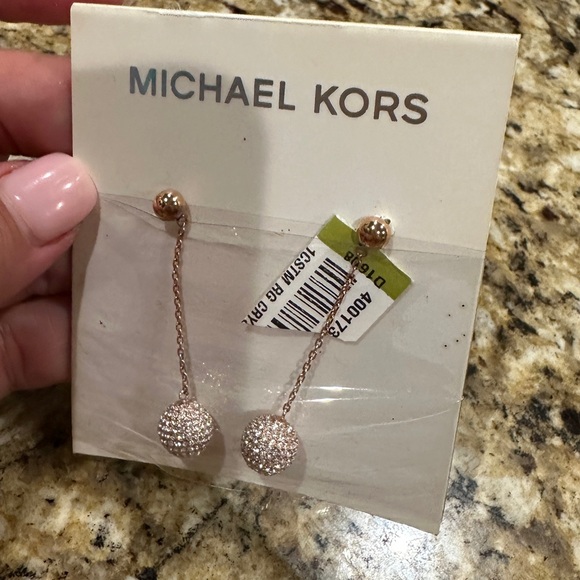 MICHAEL KORS
D1698
400173
1CSTM RG CRY